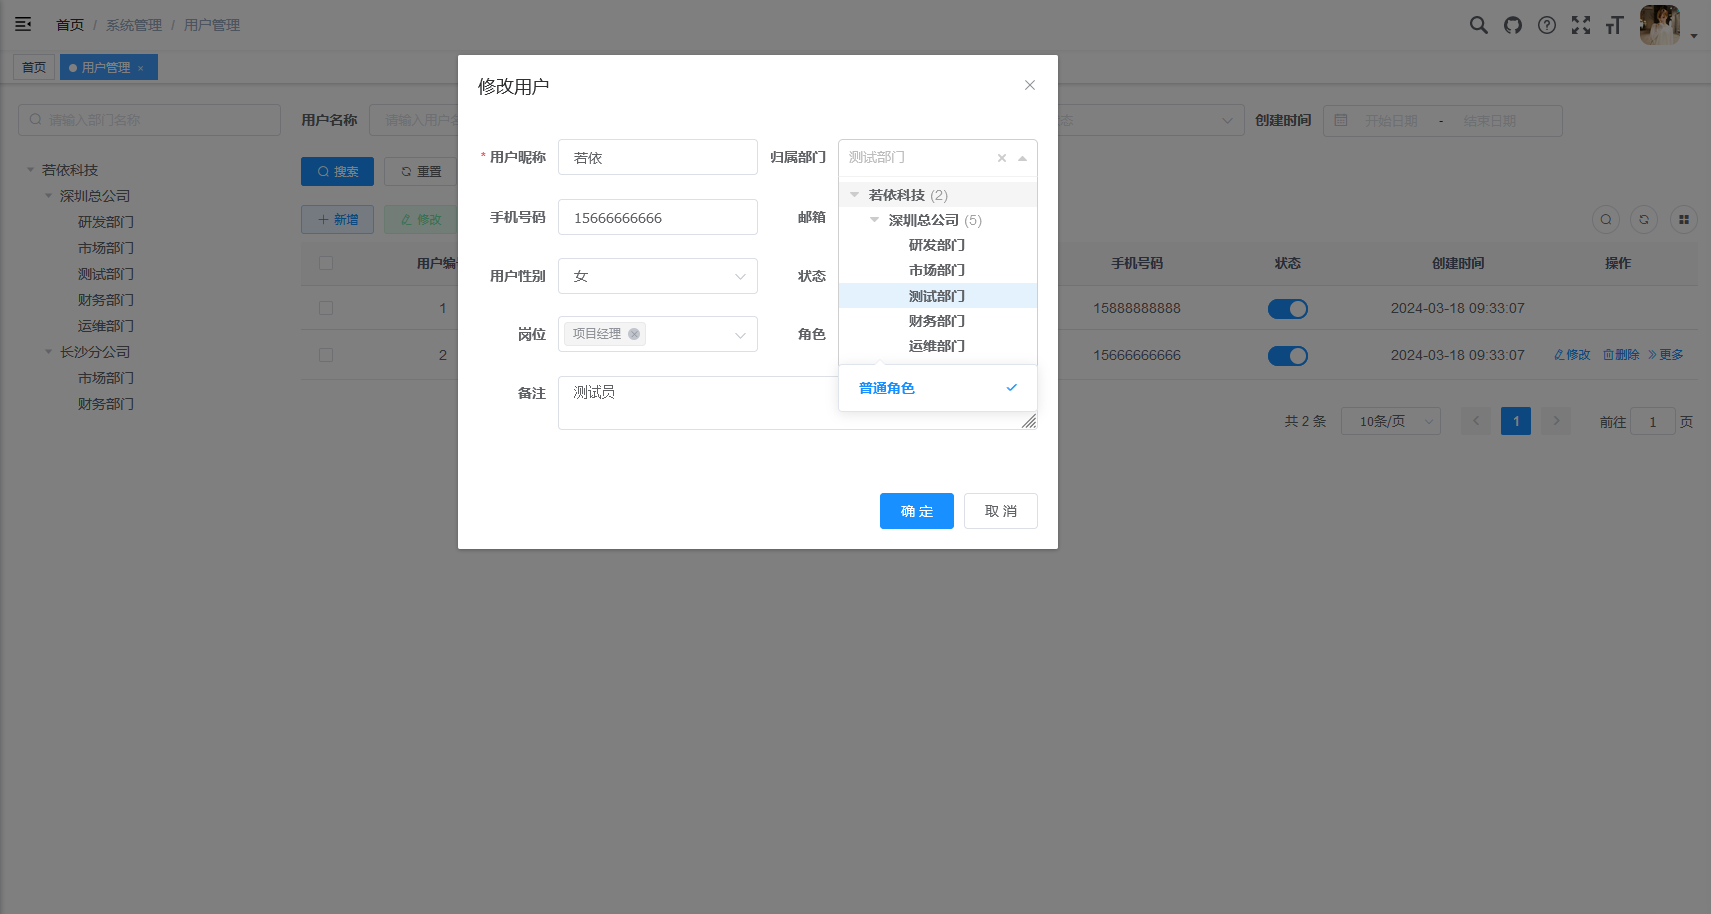 首页 / 系统管理 / 用户管理
首页
用户管理 ×
修改用户
请输入部门名称
用户名称
请输入用户名
态
创建时间
开始日期 - 结束日期
若依科技
深圳总公司
研发部门
市场部门
测试部门
财务部门
运维部门
长沙分公司
市场部门
财务部门
搜索
重置
+ 新增
修改
用户编
手机号码
状态
创建时间
操作
1
15888888888
2024-03-18 09:33:07
2
15666666666
2024-03-18 09:33:07
修改 删除 更多
共 2 条
10条/页
1
前往 1 页
* 用户昵称
若依
归属部门
测试部门
手机号码
15666666666
邮箱
用户性别
女
状态
岗位
项目经理
角色
备注
测试员
若依科技 (2)
深圳总公司 (5)
研发部门
市场部门
测试部门
财务部门
运维部门
普通角色
确 定
取 消